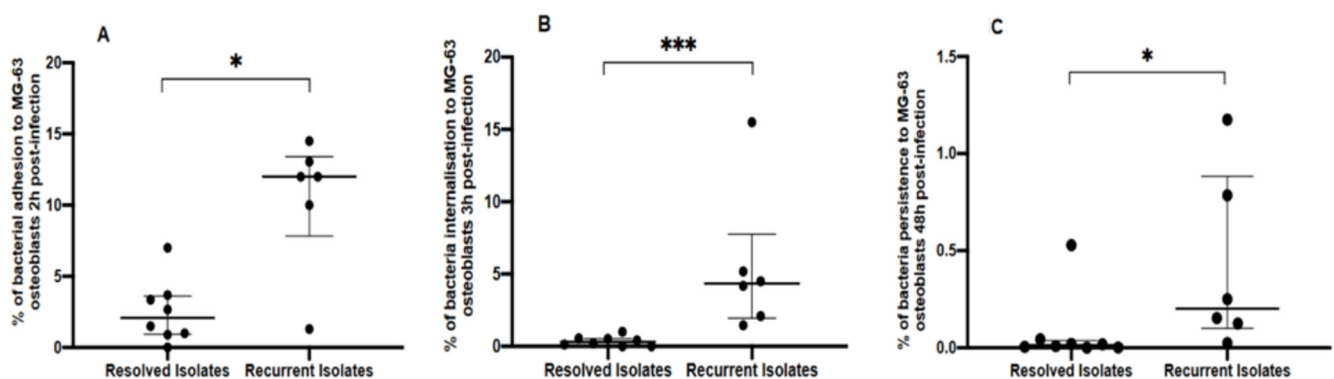 A
% of bacterial adhesion to MG-63
osteoblasts 2h post-infection
20
15
10
5
0
*
Resolved Isolates
Recurrent Isolates
B
% of bacteria internalisation to MG-63
osteoblasts 3h post-infection
20
15
10
5
0
***
Resolved Isolates
Recurrent Isolates
C
% of bacteria persistence to MG-63
osteoblasts 48h post-infection
1.5
1.0
0.5
0.0
*
Resolved Isolates
Recurrent Isolates